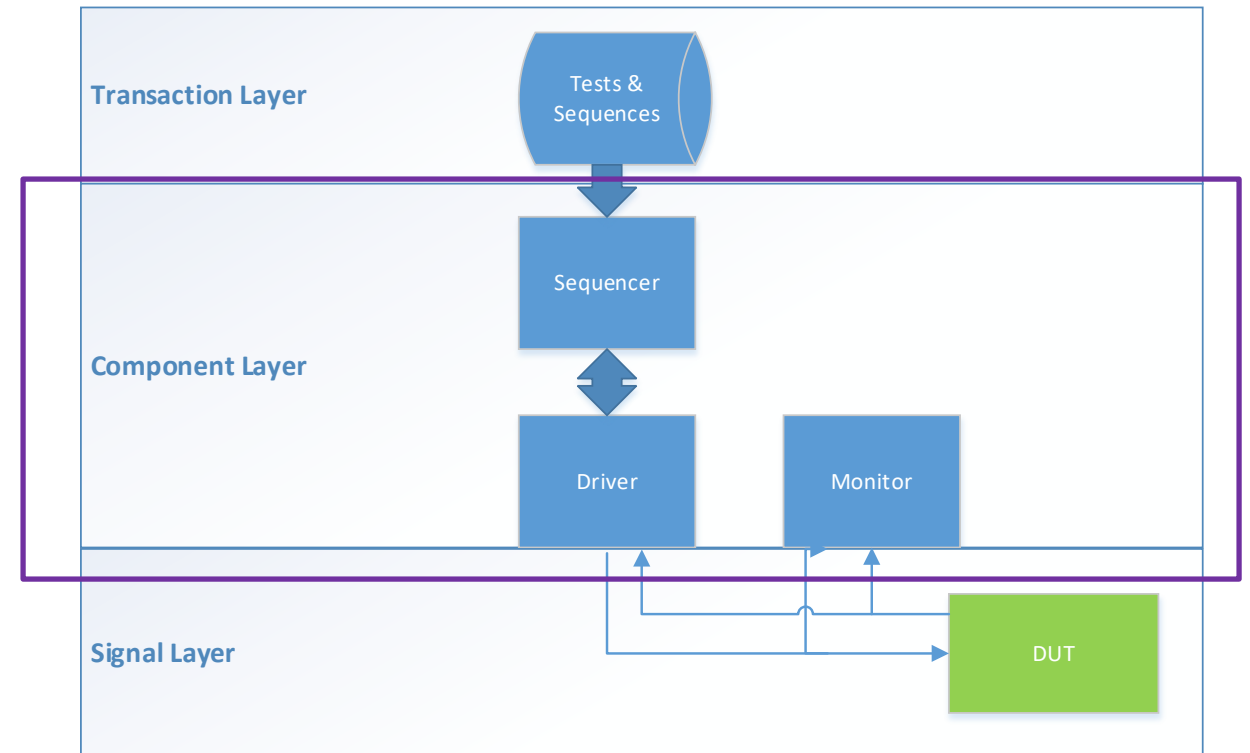 Transaction Layer
Tests &
Sequences
Sequencer
Component Layer
Driver
Monitor
Signal Layer
DUT